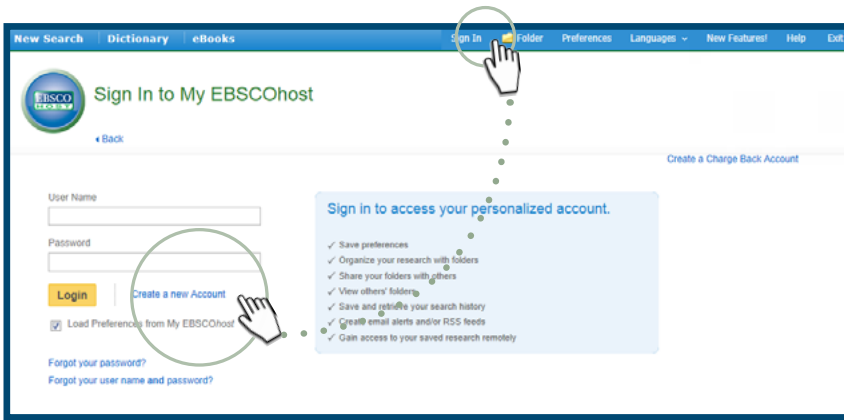 New Search Dictionary eBooks Sign In Folder Preferences Languages New Features! Help Exit
EBSCO
HOST
Sign In to My EBSCOhost
Back
Create a Charge Back Account
User Name
Password
Login Create a new Account
Load Preferences from My EBSCOhost
Forgot your password?
Forgot your user name and password?
Sign in to access your personalized account.
✓ Save preferences
✓ Organize your research with folders
✓ Share your folders with others
✓ View others' folders
✓ Save and retrieve your search history
✓ Create email alerts and/or RSS feeds
✓ Gain access to your saved research remotely